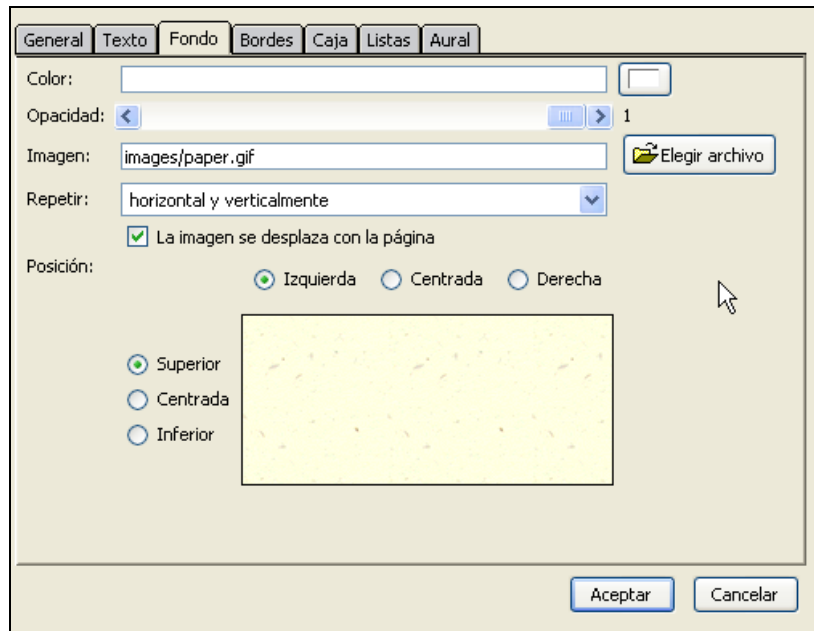 General Texto Fondo Bordes Caja Listas Aural
Color:
Opacidad: 1
Imagen: images/paper.gif Elegir archivo
Repetir: horizontal y verticalmente
La imagen se desplaza con la página
Posición:
Izquierda Centrada Derecha
Superior
Centrada
Inferior
Aceptar Cancelar